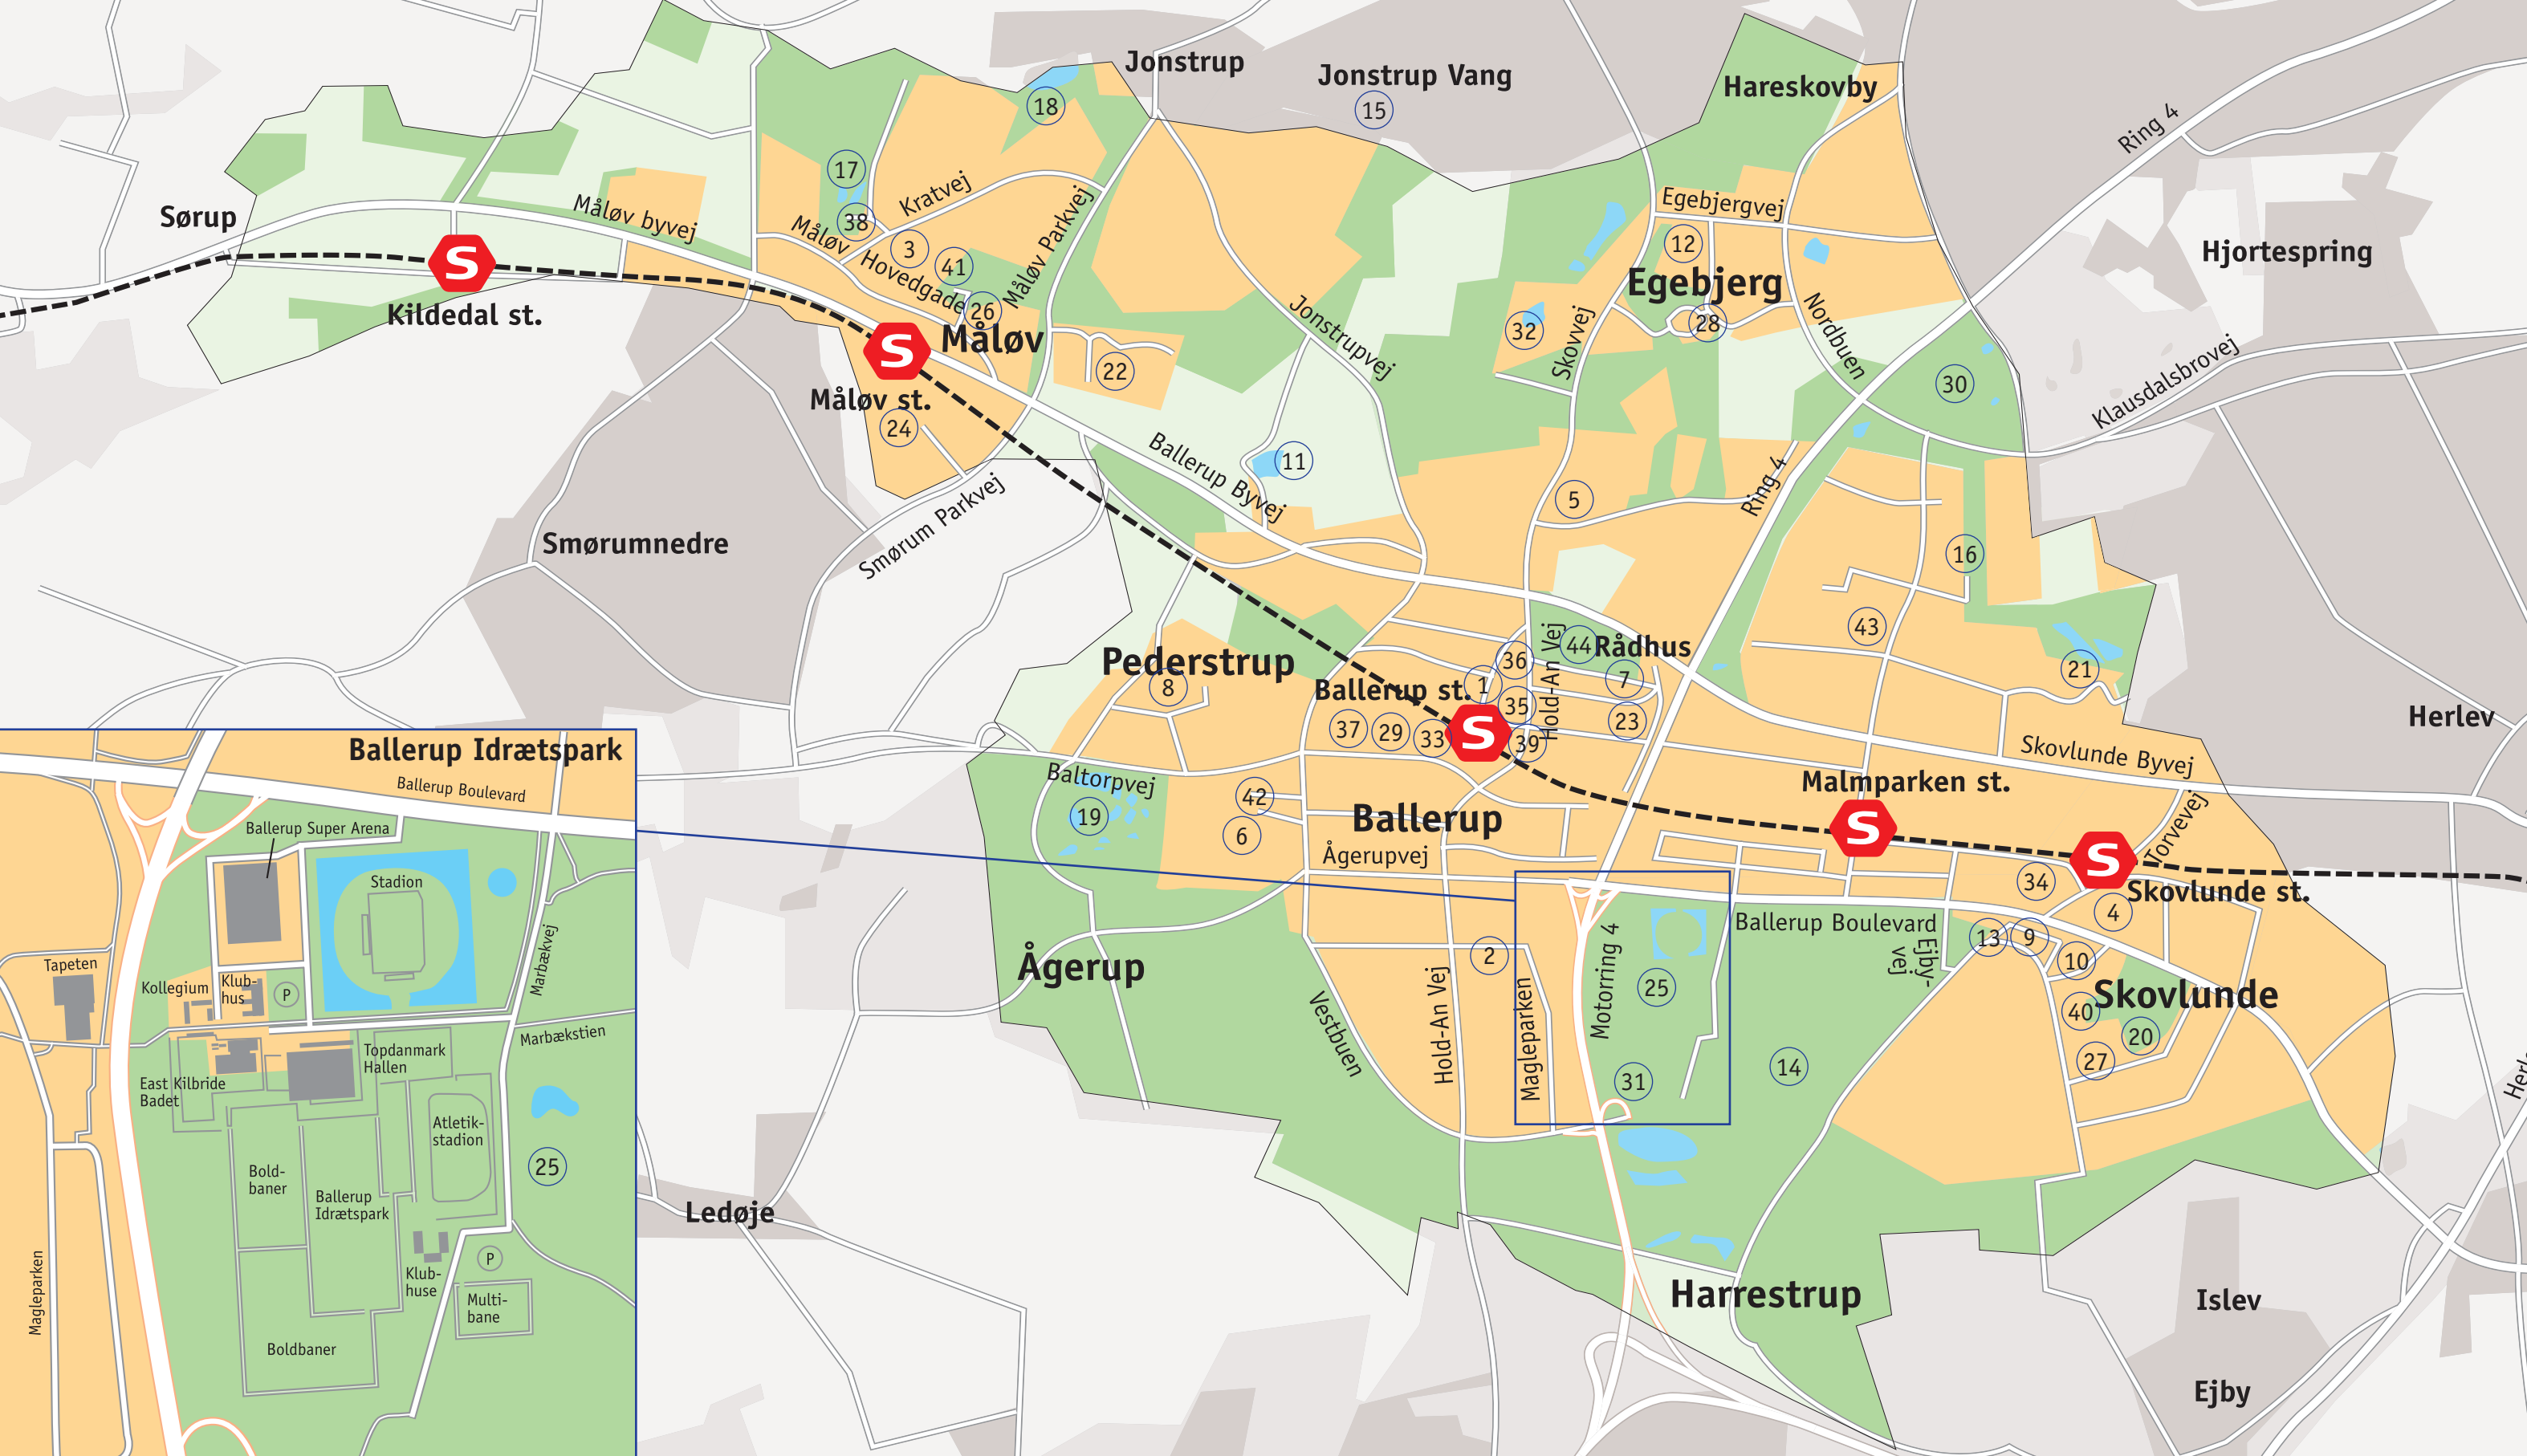 Jonstrup
Jonstrup Vang
15
Hareskovby
Ring 4
18
17
Kratvej
Måløv Parkvej
Egebjergvej
Sørup
Måløv byvej
38
Måløv
Hovedgade
3
41
12
Hjortespring
Egebjerg
Kildedal st.
S
26
Måløv
S
Jonstrupvej
32
Skovvej
28
Nordbuen
22
Måløv st.
24
30
Klausdalsbrovej
Ballerup Byvej
11
5
Ring 4
Smørum Parkvej
Smørumnedre
16
43
Pederstrup
8
36
Hold-An Vej
44
Rådhus
7
21
Ballerup st.
1
35
23
37
29
33
S
39
Herlev
Skovlunde Byvej
Baltorpvej
19
42
6
Ballerup
Ågerupvej
Malmparken st.
S
Torvevej
S
34
Skovlunde st.
4
Ballerup Boulevard
Ejby-
vej
13
9
10
Ågerup
2
Motorring 4
25
Skovlunde
40
20
27
Vestbuen
Hold-An Vej
Magleparken
31
14
Ledøje
Harrestrup
Islev
Ejby
Ballerup Idrætspark
Ballerup Boulevard
Ballerup Super Arena
Stadion
Marbækvej
Tapeten
Kollegium
Klub-
hus
P
Marbækstien
Topdanmark
Hallen
East Kilbride
Badet
Atletik-
stadion
25
Bold-
baner
Ballerup
Idrætspark
Magleparken
P
Klub-
huse
Multi-
bane
Boldbaner